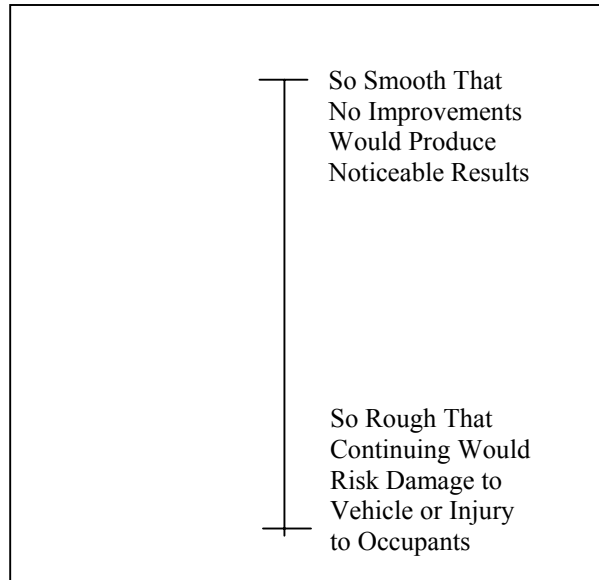 So Smooth That
No Improvements
Would Produce
Noticeable Results
So Rough That
Continuing Would
Risk Damage to
Vehicle or Injury
to Occupants